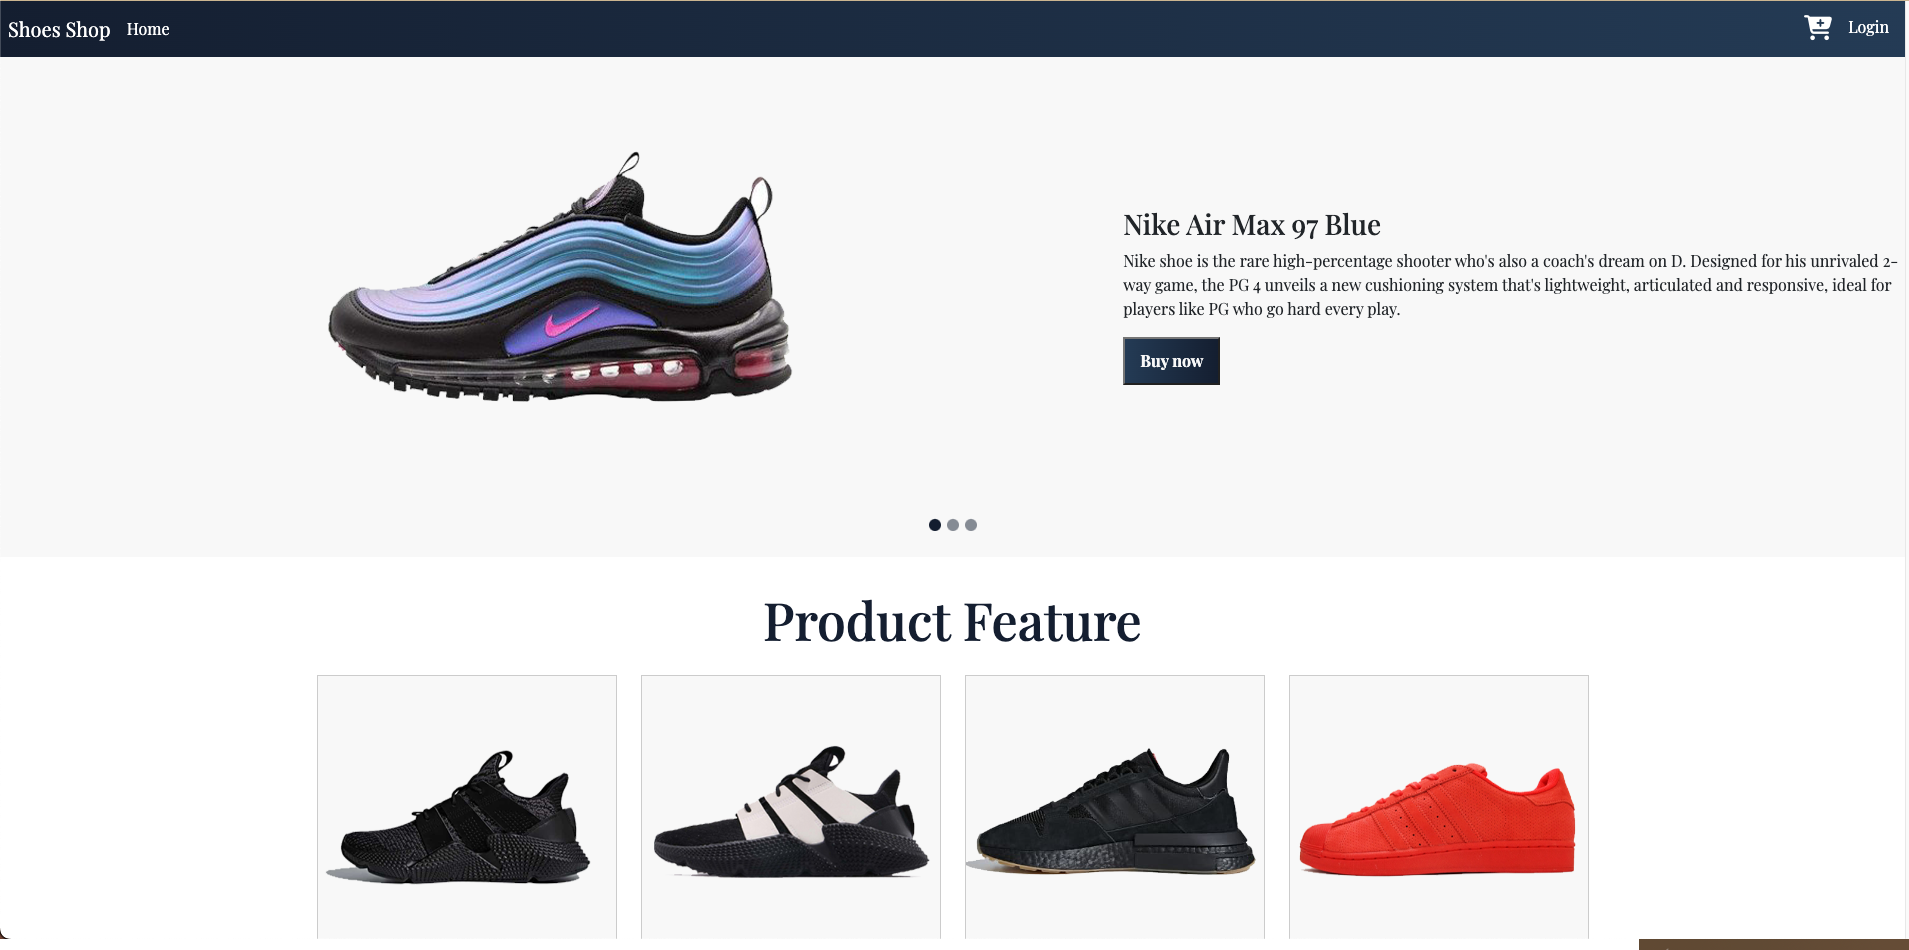 Shoes Shop Home Login
Nike Air Max 97 Blue
Nike shoe is the rare high-percentage shooter who's also a coach's dream on D. Designed for his unrivaled 2-
way game, the PG 4 unveils a new cushioning system that's lightweight, articulated and responsive, ideal for
players like PG who go hard every play.
Buy now
Product Feature